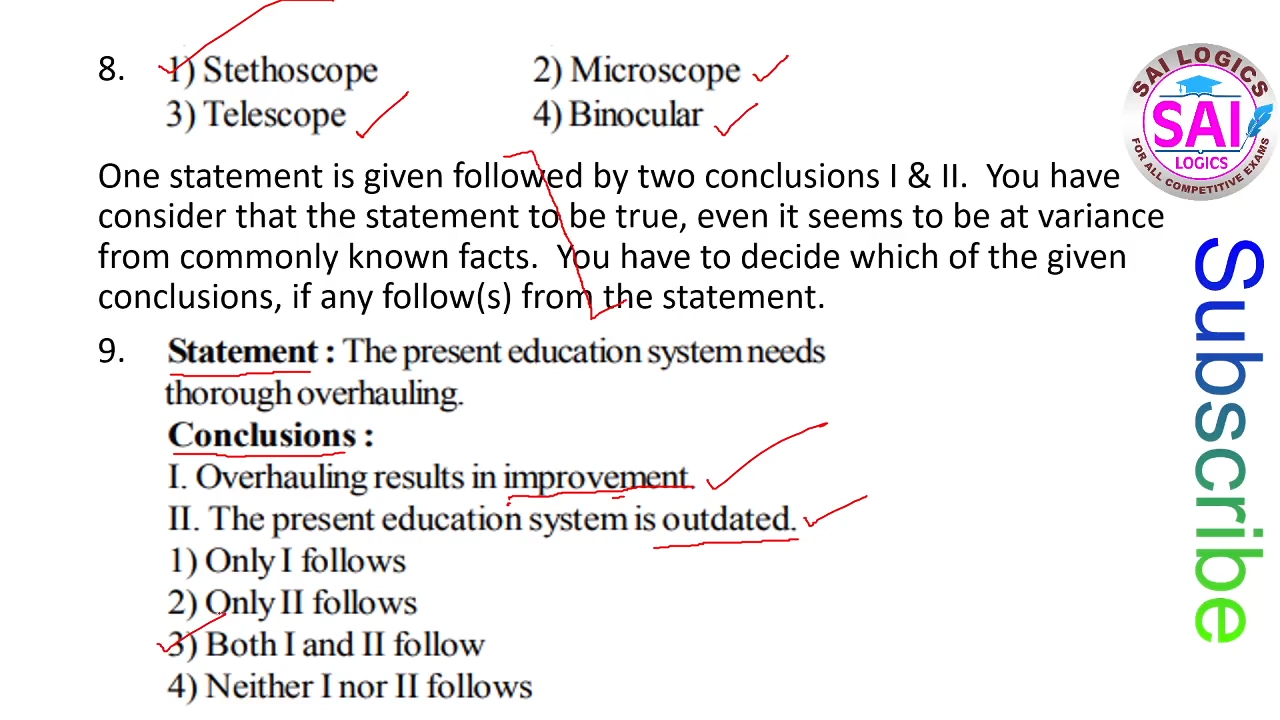 8. 1) Stethoscope 2) Microscope
3) Telescope 4) Binocular
One statement is given followed by two conclusions I & II. You have
consider that the statement to be true, even it seems to be at variance
from commonly known facts. You have to decide which of the given
conclusions, if any follow(s) from the statement.
9. Statement : The present education system needs
thorough overhauling.
Conclusions :
I. Overhauling results in improvement.
II. The present education system is outdated.
1) Only I follows
2) Only II follows
3) Both I and II follow
4) Neither I nor II follows
SAI LOGICS
SAI
LOGICS
FOR ALL COMPETITIVE EXAMS
Subscribe